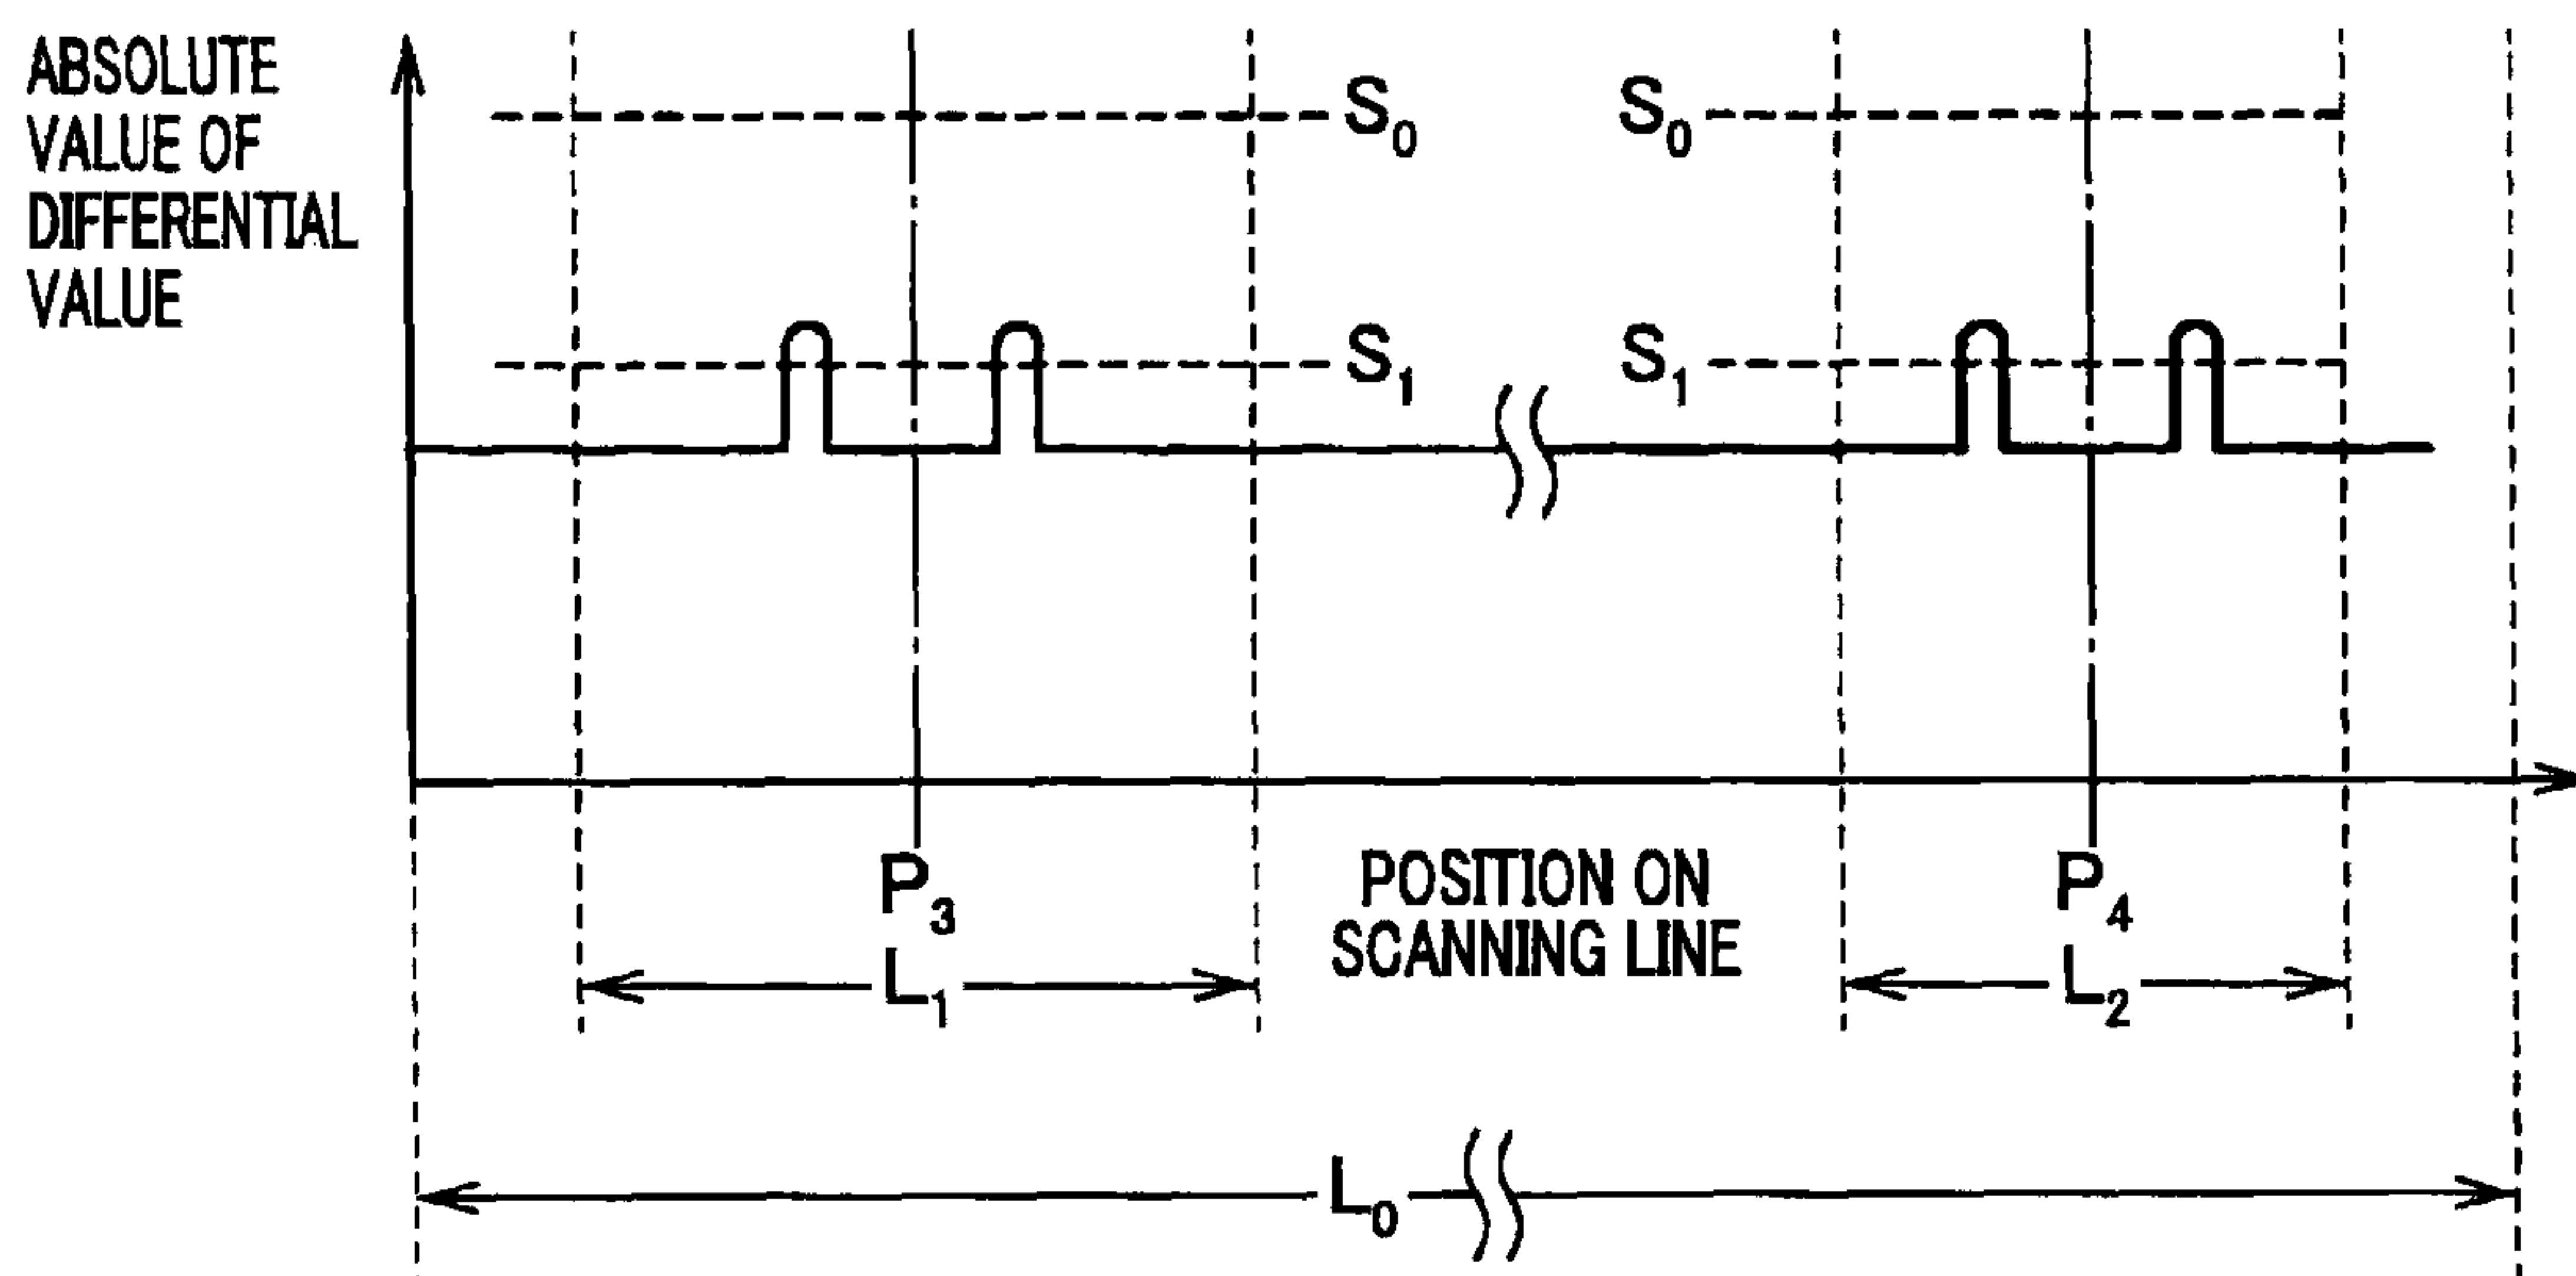 ABSOLUTE
VALUE OF
DIFFERENTIAL
VALUE
S₀
S₀
S₁
S₁
P₃
POSITION ON
SCANNING LINE
P₄
L₁
L₂
L₀